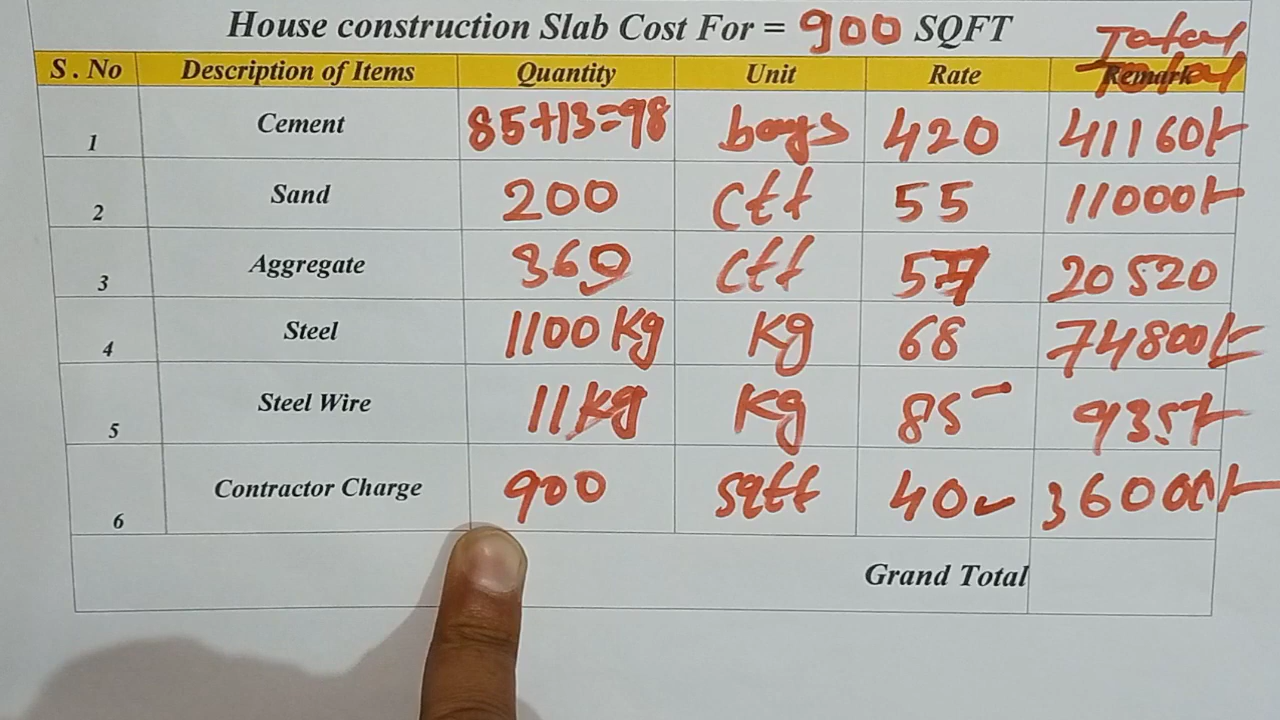 House construction Slab Cost For = 900 SQFT Total
S . No Description of Items Quantity Unit Rate Remark Total
1 Cement 85+13=98 bags 420 41160/-
2 Sand 200 Cft 55 11000/-
3 Aggregate 360 Cft 57 20520
4 Steel 1100 Kg Kg 68 74800/-
5 Steel Wire 11 Kg Kg 85 - 935/-
6 Contractor Charge 900 sqft 40 36000/-
Grand Total